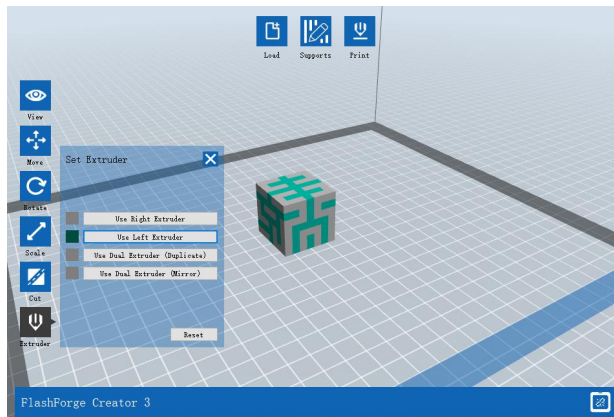 Load Supports Print
View
Move
Set Extruder
Rotate
Use Right Extruder
Use Left Extruder
Scale
Use Dual Extruder (Duplicate)
Use Dual Extruder (Mirror)
Cut
Reset
Extruder
FlashForge Creator 3